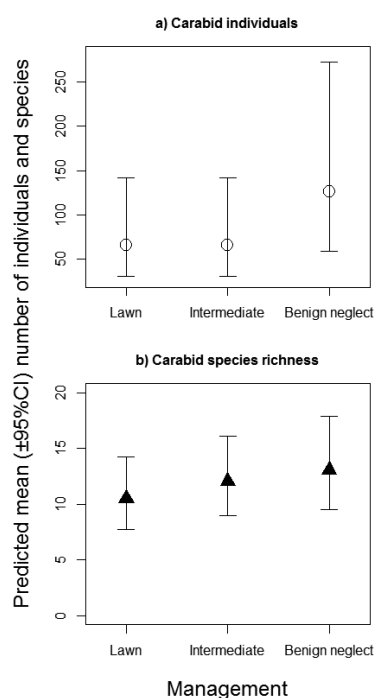 a) Carabid individuals
Predicted mean (±95%CI) number of individuals and species
250
200
150
100
50
Lawn Intermediate Benign neglect
b) Carabid species richness
20
15
10
5
0
Lawn Intermediate Benign neglect
Management